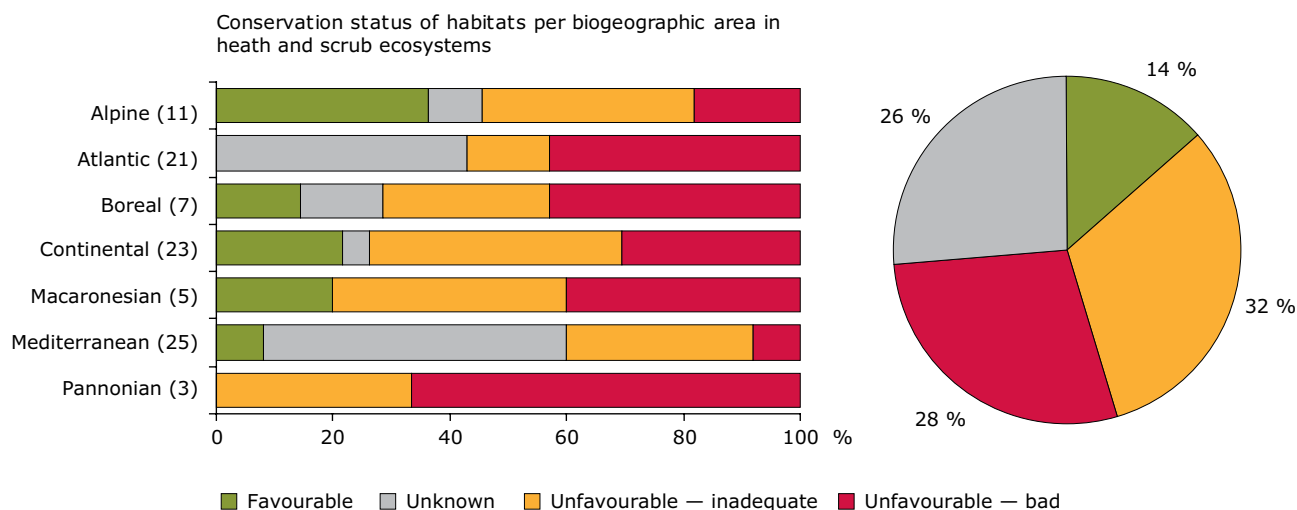 Conservation status of habitats per biogeographic area in
heath and scrub ecosystems
Alpine (11)
Atlantic (21)
Boreal (7)
Continental (23)
Macaronesian (5)
Mediterranean (25)
Pannonian (3)
0 20 40 60 80 100 %
14 %
26 %
32 %
28 %
Favourable Unknown Unfavourable — inadequate Unfavourable — bad